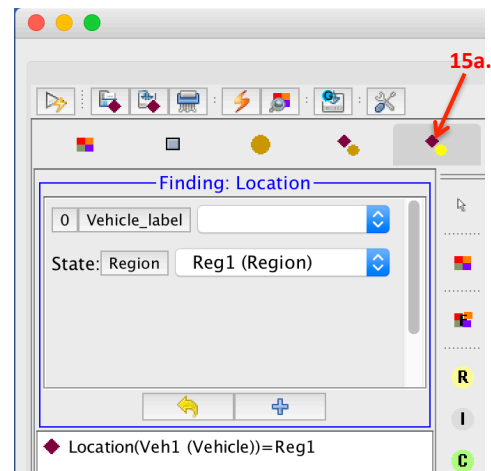 15a.
Finding: Location
0 Vehicle_label
State: Region Reg1 (Region)
F
R
I
Location(Veh1 (Vehicle))=Reg1
C